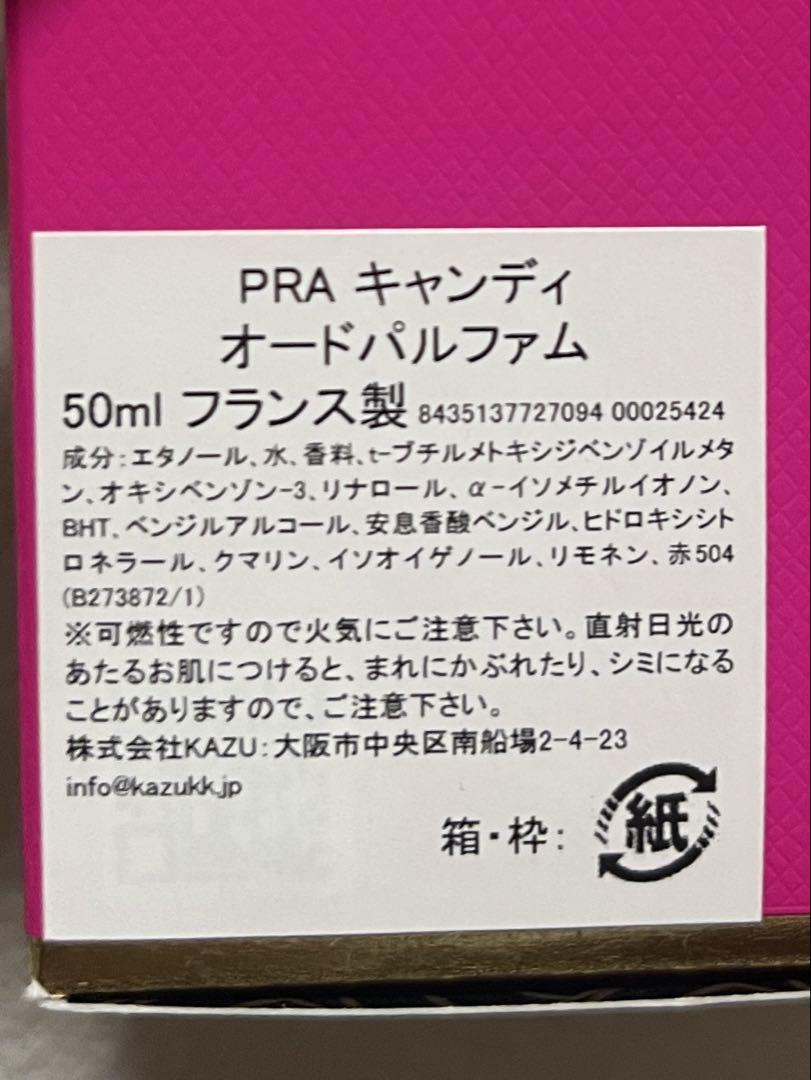 PRA キャンディ
オードパルファム
50ml フランス製 8435137727094 00025424
成分：エタノール、水、香料、t-ブチルメトキシジベンゾイルメタ
ン、オキシベンゾン-3、リナロール、α-イソメチルイオノン、
BHT、ベンジルアルコール、安息香酸ベンジル、ヒドロキシシト
ロネラール、クマリン、イソオイゲノール、リモネン、赤504
(B273872/1)
※可燃性ですので火気にご注意下さい。直射日光の
あたるお肌につけると、まれにかぶれたり、シミになる
ことがありますので、ご注意下さい。
株式会社KAZU：大阪市中央区南船場2-4-23
info@kazukk.jp
箱・枠： 紙